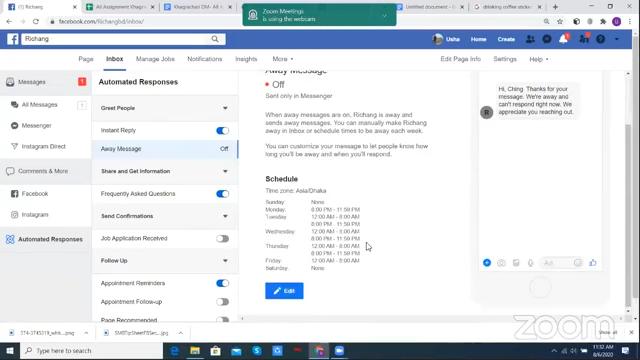 Richang
All Assignment Khagra
Khagrachari DM - Goo
Zoom Meetings
is using the webcam
Untitled document - G
drinking coffee sticker
facebook.com/Richangbd/inbox/
Richang
Usha
Home
Create
Page
Inbox
Manage Jobs
Notifications
Insights
More
Edit Page Info
Settings
Help
Messages
1
All Messages
Messenger
Instagram Direct
Comments & More
Facebook
Instagram
Automated Responses
Automated Responses
Greet People
Instant Reply
Away Message
Off
Share and Get Information
Frequently Asked Questions
Send Confirmations
Job Application Received
Follow Up
Appointment Reminders
Appointment Follow-up
Page Recommended
Away Message
Off
Sent only in Messenger
When away messages are on, Richang is away and
sends away messages. You can manually make Richang
away in Inbox or schedule times to be away each week.
You can customize your message to let people know how
long you'll be away and when you'll respond.
Schedule
Time zone: Asia/Dhaka
Sunday: None
Monday: 8:00 PM - 11:59 PM
Tuesday 12:00 AM - 8:00 AM
8:00 PM - 11:59 PM
Wednesday: 12:00 AM - 8:00 AM
8:00 PM - 11:59 PM
Thursday: 12:00 AM - 8:00 AM
8:00 PM - 11:59 PM
Friday: 12:00 AM - 8:00 AM
Saturday: None
Edit
Hi, Ching Thanks for your
message. We're away and
can't respond right now. We
appreciate you reaching out.
R
Aa
zoom
Show all
Type here to search
11:32 AM
8/6/2020